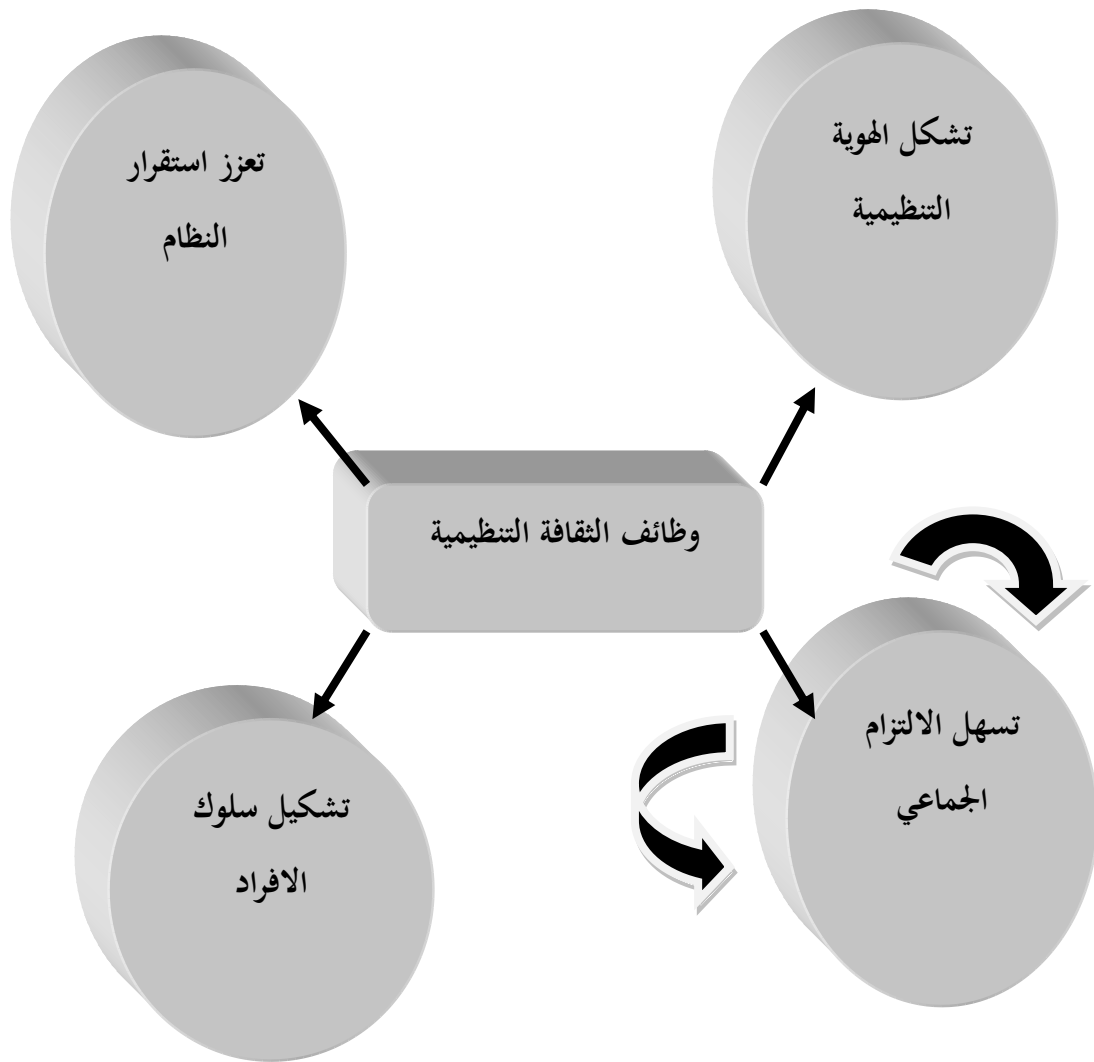 تشكل الهوية
التنظيمية
تعزز استقرار
النظام
وظائف الثقافة التنظيمية
تسهل الالتزام
الجماعي
تشكيل سلوك
الافراد